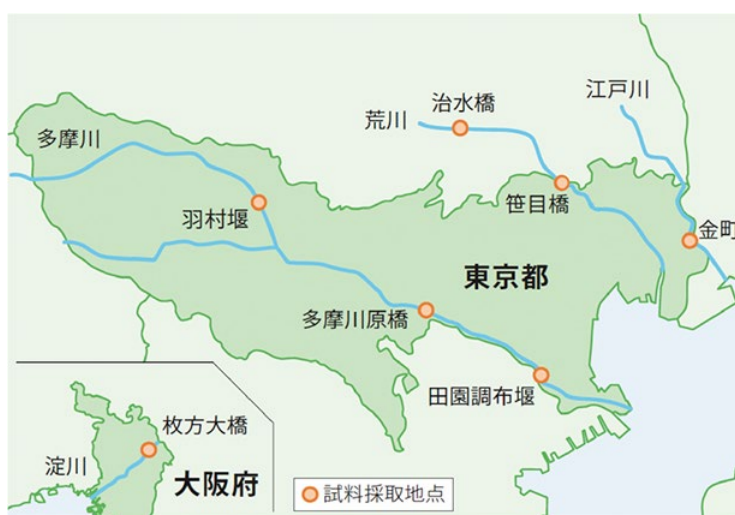 江戸川
治水橋
荒川
多摩川
笹目橋
羽村堰
金町
東京都
多摩川原橋
田園調布堰
枚方大橋
淀川
大阪府
試料採取地点